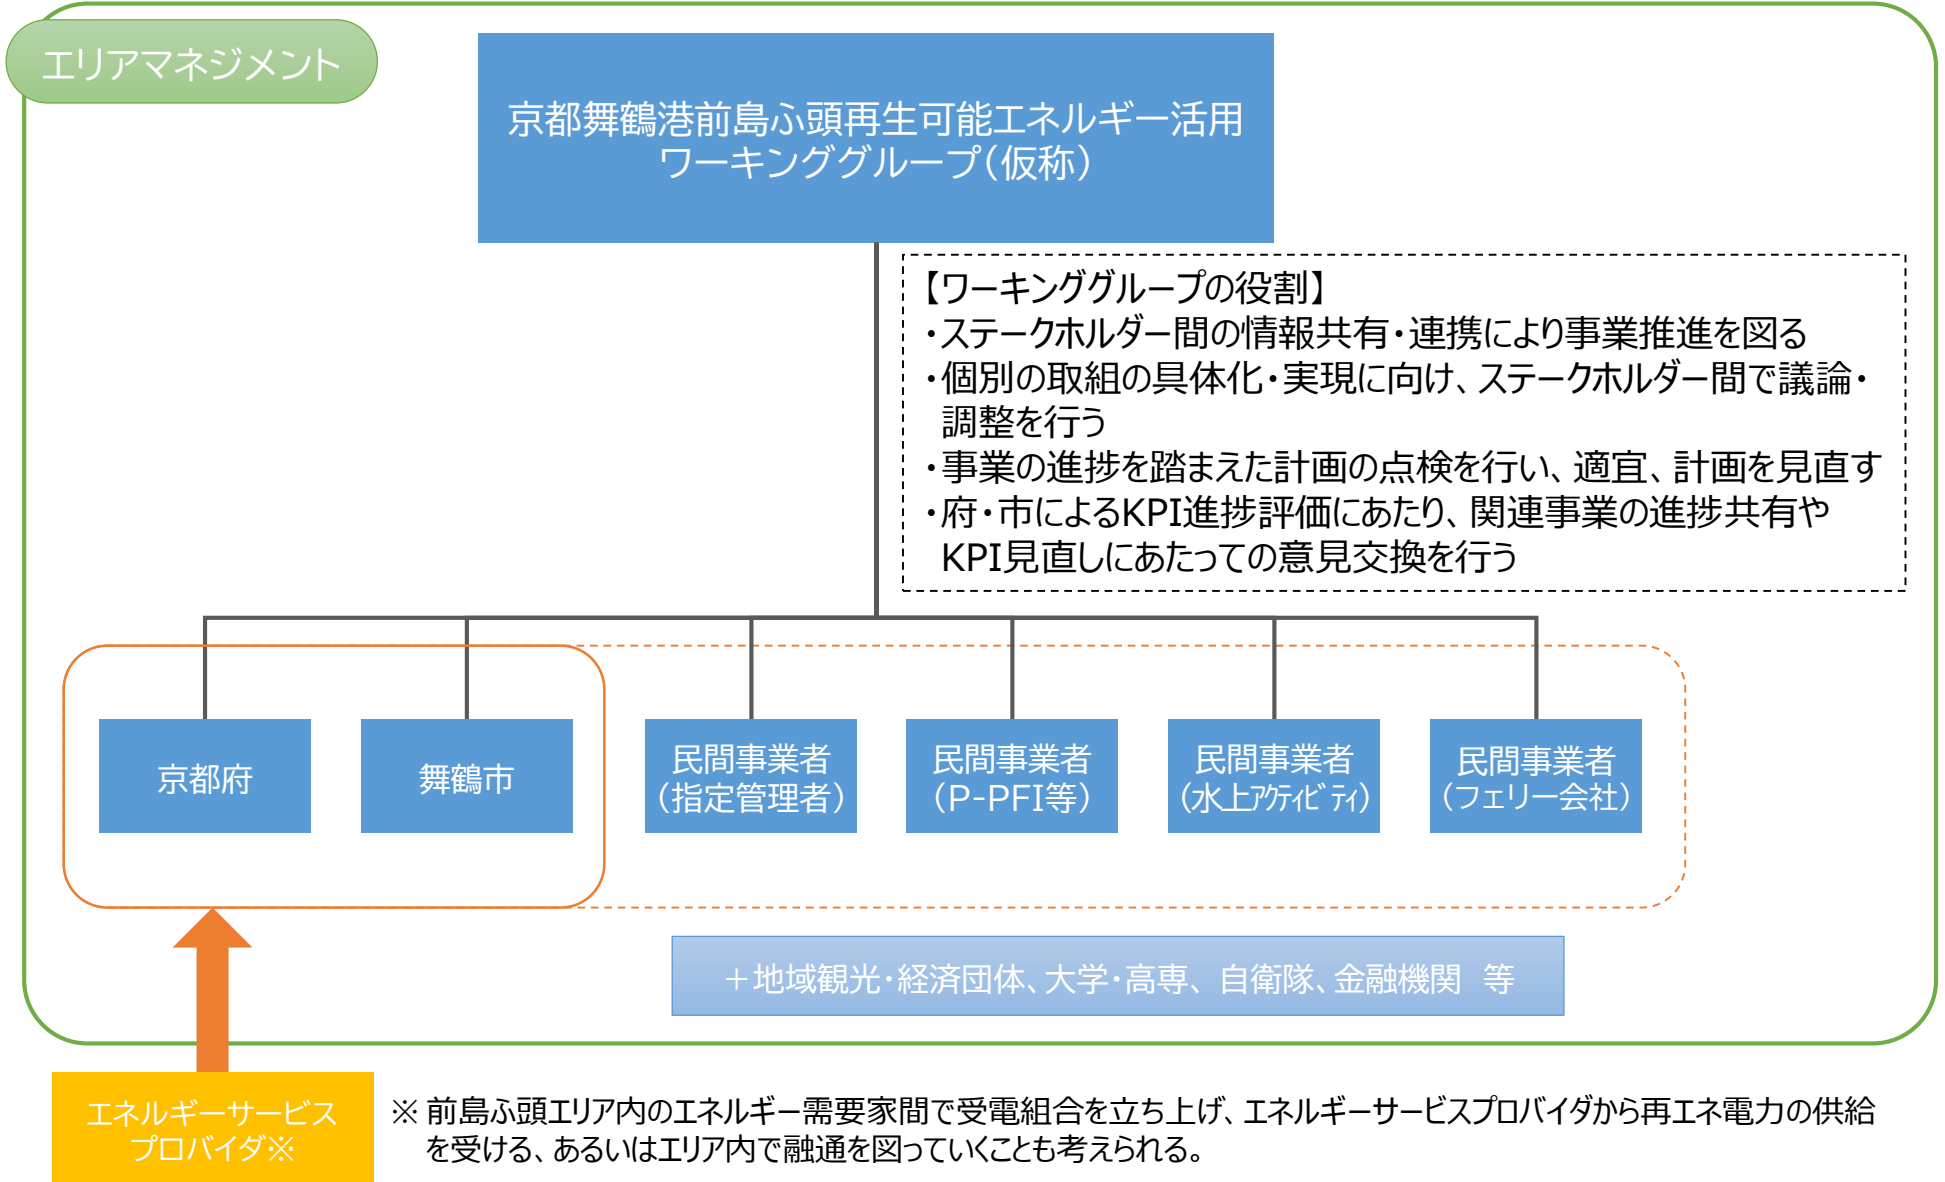 エリアマネジメント
京都舞鶴港前島ふ頭再生可能エネルギー活用
ワーキンググループ(仮称)
【ワーキンググループの役割】
・ステークホルダー間の情報共有・連携により事業推進を図る
・個別の取組の具体化・実現に向け、ステークホルダー間で議論・
調整を行う
・事業の進捗を踏まえた計画の点検を行い、適宜、計画を見直す
・府・市によるKPI進捗評価にあたり、関連事業の進捗共有や
KPI見直しにあたっての意見交換を行う
京都府
舞鶴市
民間事業者
(指定管理者)
民間事業者
(P-PFI等)
民間事業者
(水上アクティビティ)
民間事業者
(フェリー会社)
+地域観光・経済団体、大学・高専、自衛隊、金融機関 等
エネルギーサービス
プロバイダ※
※ 前島ふ頭エリア内のエネルギー需要家間で受電組合を立ち上げ、エネルギーサービスプロバイダから再エネ電力の供給
を受ける、あるいはエリア内で融通を図っていくことも考えられる。